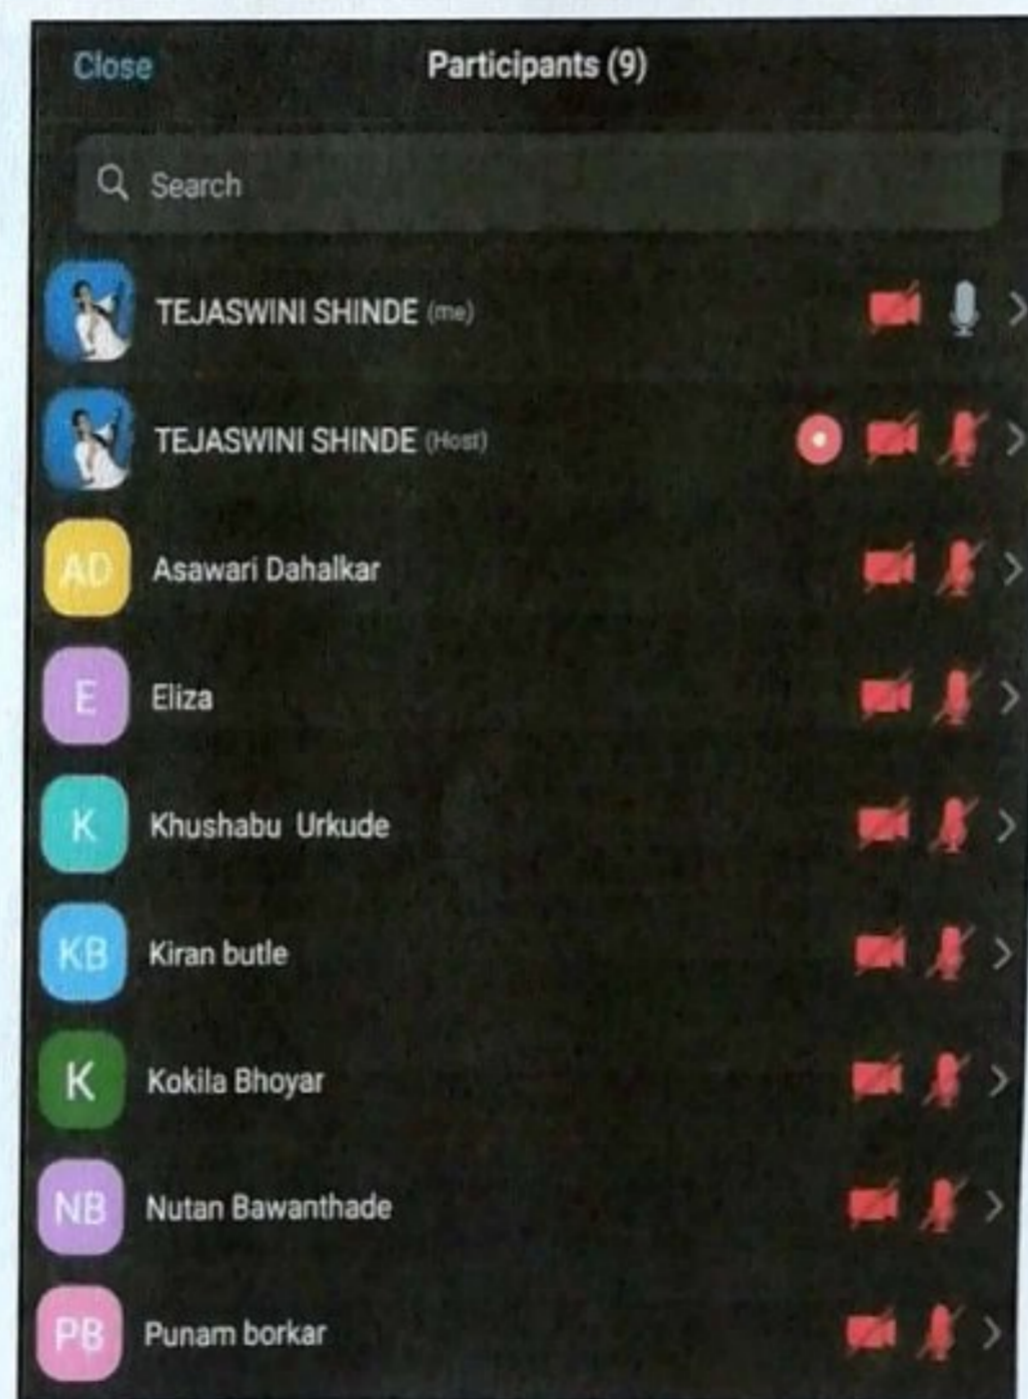 Close Participants (9)
Search
TEJASWINI SHINDE (me)
TEJASWINI SHINDE (Host)
AD Asawari Dahalkar
E Eliza
K Khushabu Urkude
KB Kiran butle
K Kokila Bhoyar
NB Nutan Bawanthade
PB Punam borkar